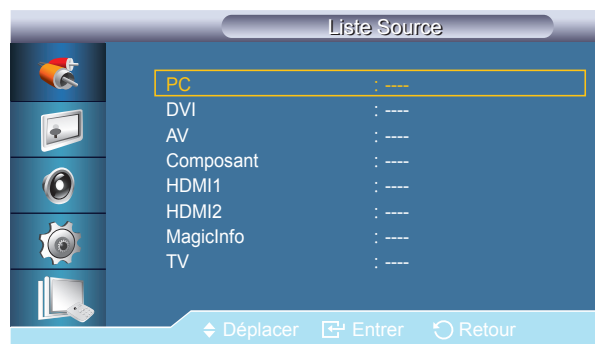 Liste Source
PC : ----
DVI : ----
AV : ----
Composant : ----
HDMI1 : ----
HDMI2 : ----
MagicInfo : ----
TV : ----
Déplacer Entrer Retour